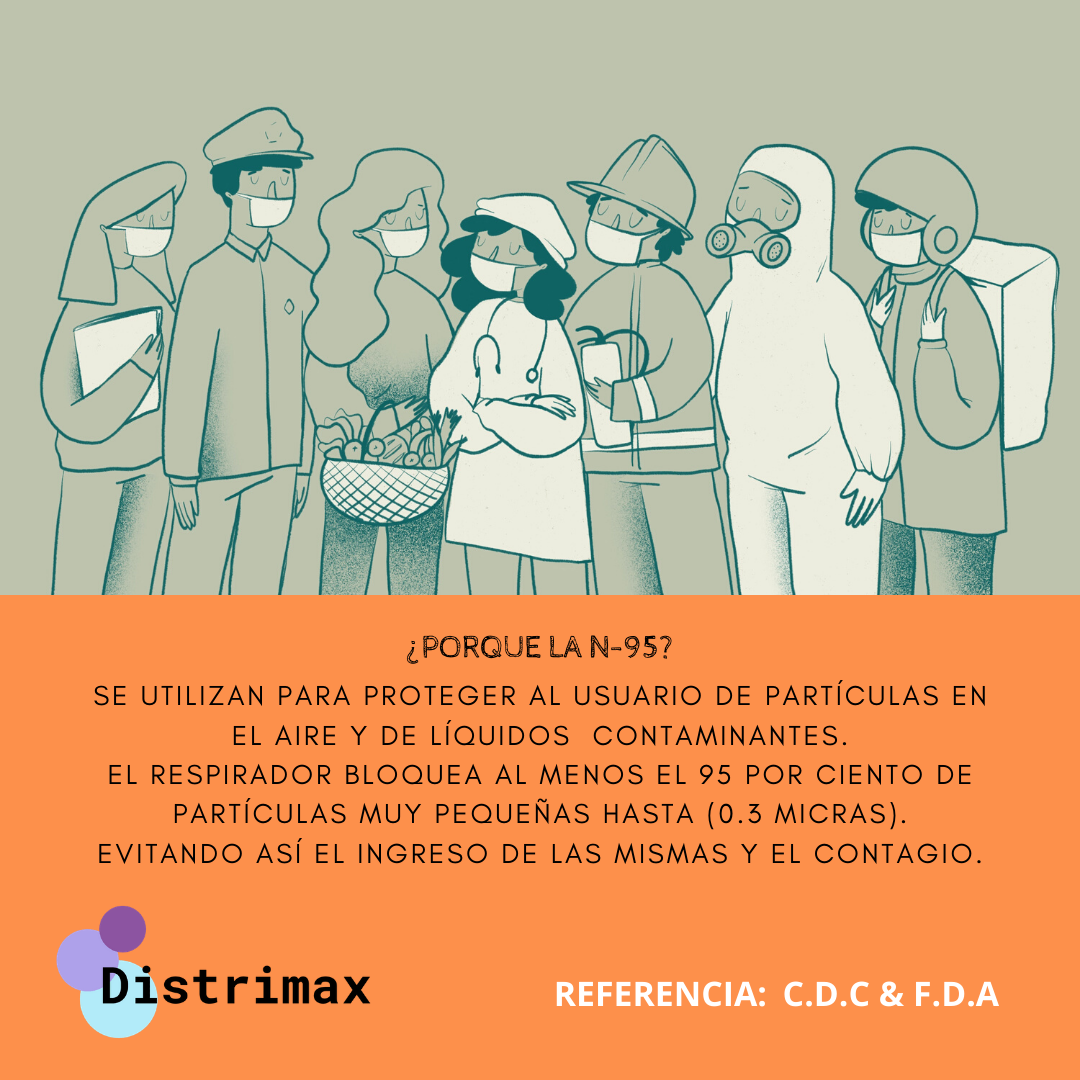 ¿PORQUE LA N-95?
SE UTILIZAN PARA PROTEGER AL USUARIO DE PARTÍCULAS EN
EL AIRE Y DE LÍQUIDOS CONTAMINANTES.
EL RESPIRADOR BLOQUEA AL MENOS EL 95 POR CIENTO DE
PARTÍCULAS MUY PEQUEÑAS HASTA (0.3 MICRAS).
EVITANDO ASÍ EL INGRESO DE LAS MISMAS Y EL CONTAGIO.
Distrimax
REFERENCIA: C.D.C & F.D.A